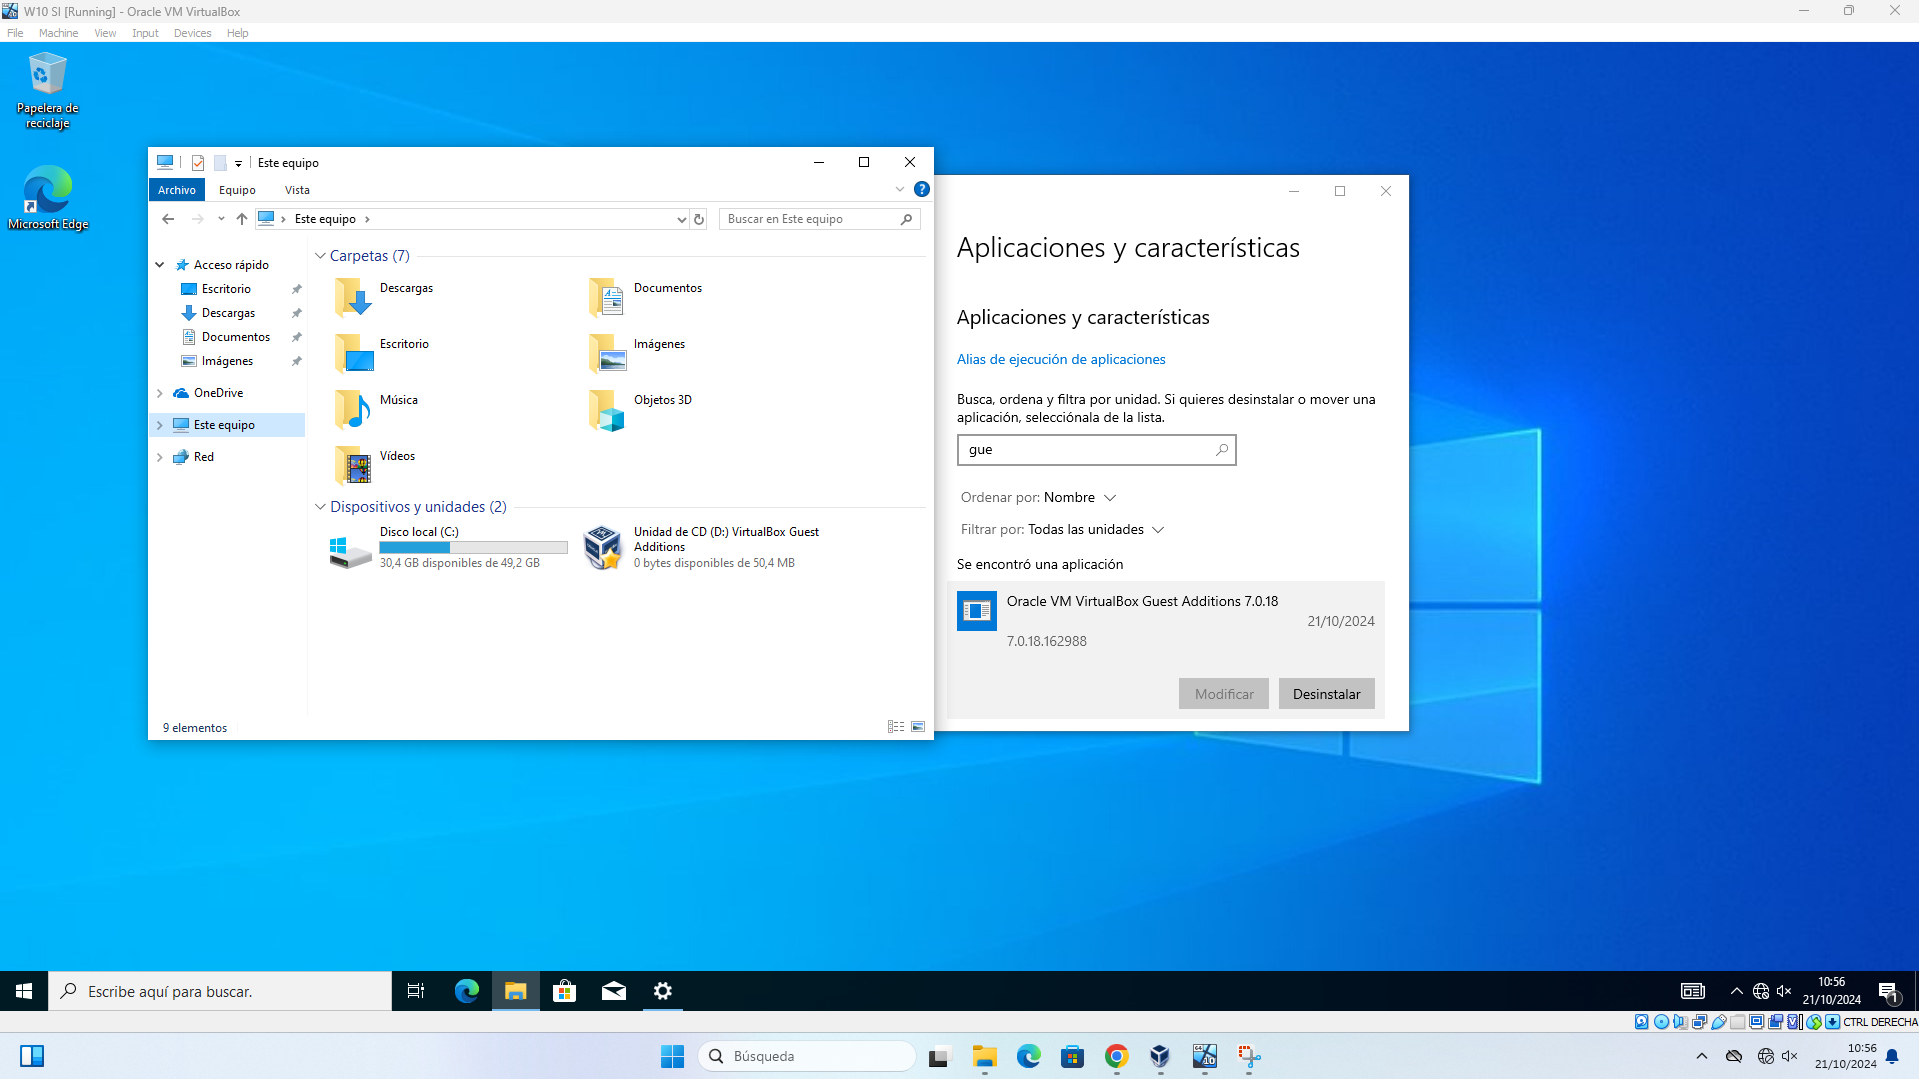 W10 SI [Running] - Oracle VM VirtualBox
File Machine View Input Devices Help
Papelera de
reciclaje
Microsoft Edge
Este equipo
Archivo Equipo Vista
Este equipo
Buscar en Este equipo
Acceso rápido
Escritorio
Descargas
Documentos
Imágenes
OneDrive
Este equipo
Red
Carpetas (7)
Descargas
Documentos
Escritorio
Imágenes
Música
Objetos 3D
Vídeos
Dispositivos y unidades (2)
Disco local (C:)
30,4 GB disponibles de 49,2 GB
Unidad de CD (D:) VirtualBox Guest
Additions
0 bytes disponibles de 50,4 MB
9 elementos
Aplicaciones y características
Aplicaciones y características
Alias de ejecución de aplicaciones
Busca, ordena y filtra por unidad. Si quieres desinstalar o mover una
aplicación, selecciónala de la lista.
gue
Ordenar por: Nombre
Filtrar por: Todas las unidades
Se encontró una aplicación
Oracle VM VirtualBox Guest Additions 7.0.18
21/10/2024
7.0.18.162988
Modificar Desinstalar
Escribe aquí para buscar.
10:56
21/10/2024
1
CTRL DERECHA
Búsqueda
10:56
21/10/2024